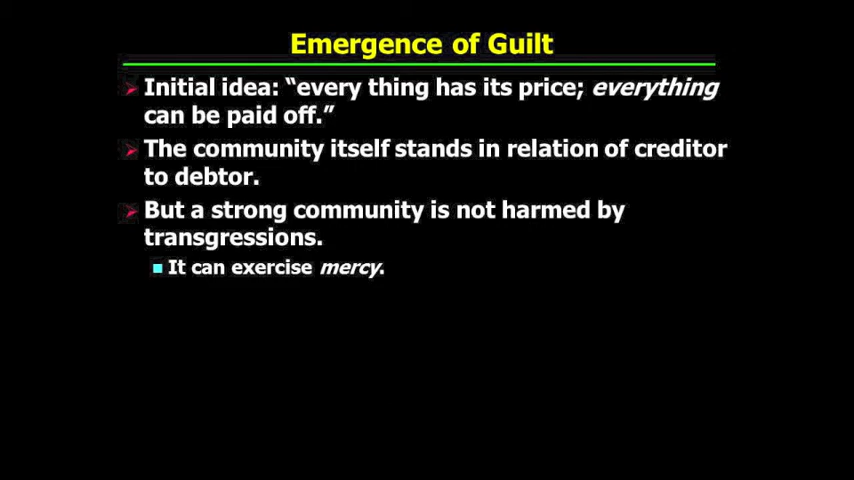 Emergence of Guilt
Initial idea: “every thing has its price; everything
can be paid off.”
The community itself stands in relation of creditor
to debtor.
But a strong community is not harmed by
transgressions.
It can exercise mercy.